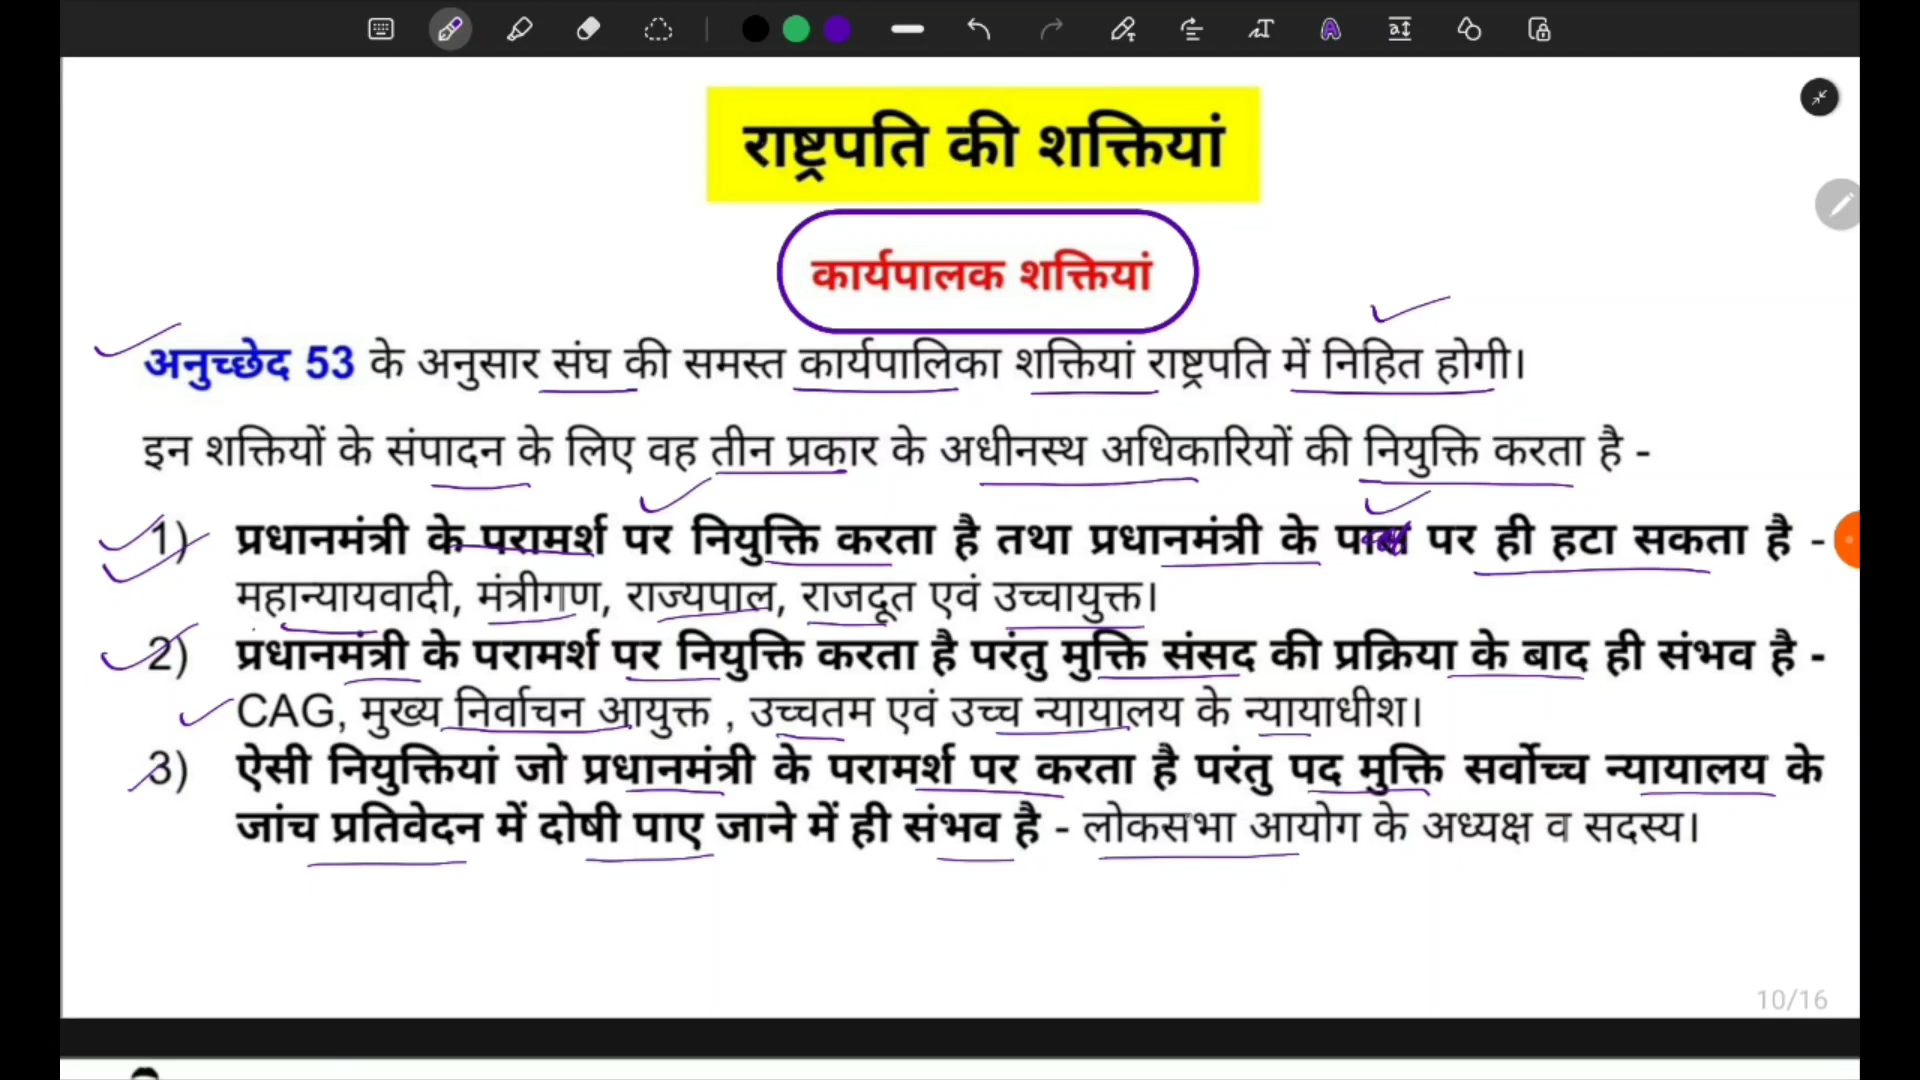 राष्ट्रपति की शक्तियां
कार्यपालक शक्तियां
अनुच्छेद 53 के अनुसार संघ की समस्त कार्यपालिका शक्तियां राष्ट्रपति में निहित होगी।
इन शक्तियों के संपादन के लिए वह तीन प्रकार के अधीनस्थ अधिकारियों की नियुक्ति करता है -
1) प्रधानमंत्री के परामर्श पर नियुक्ति करता है तथा प्रधानमंत्री के पर ही हटा सकता है -
महान्यायवादी, मंत्रीगण, राज्यपाल, राजदूत एवं उच्चायुक्त।
2) प्रधानमंत्री के परामर्श पर नियुक्ति करता है परंतु मुक्ति संसद की प्रक्रिया के बाद ही संभव है -
CAG, मुख्य निर्वाचन आयुक्त , उच्चतम एवं उच्च न्यायालय के न्यायाधीश।
3) ऐसी नियुक्तियां जो प्रधानमंत्री के परामर्श पर करता है परंतु पद मुक्ति सर्वोच्च न्यायालय के
जांच प्रतिवेदन में दोषी पाए जाने में ही संभव है - लोकसभा आयोग के अध्यक्ष व सदस्य।
10/16